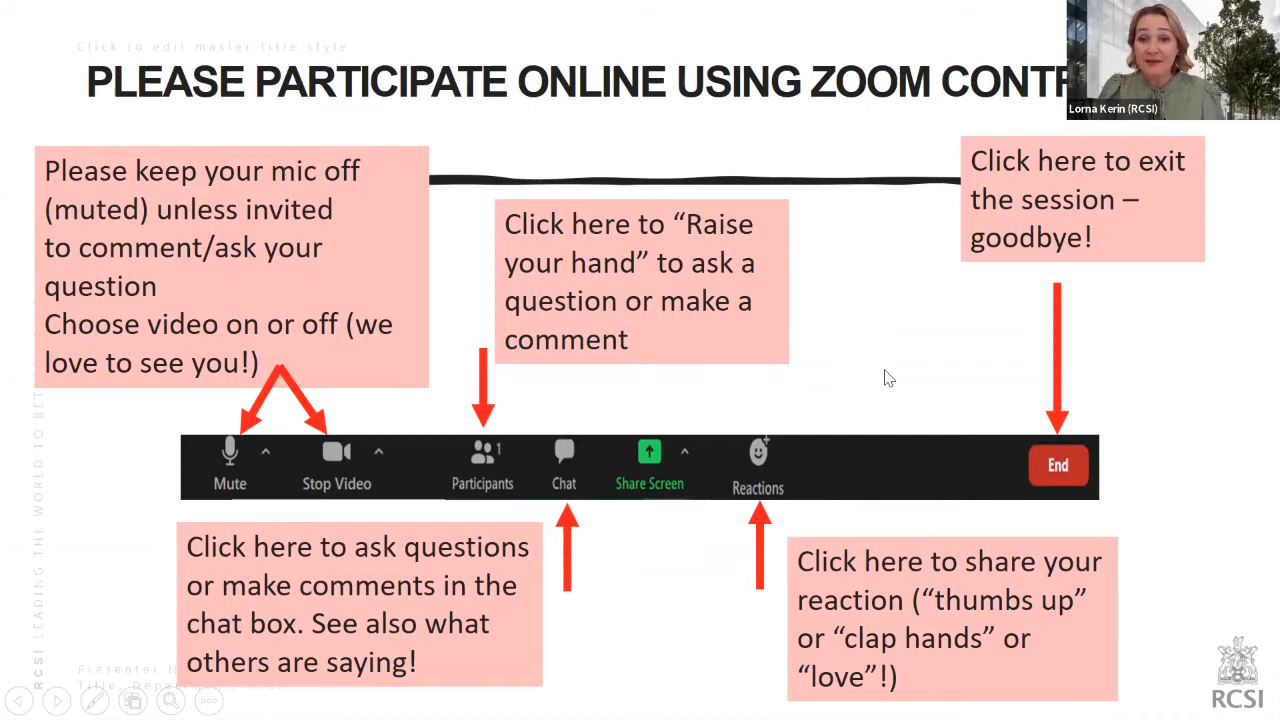 Click to edit master title style
PLEASE PARTICIPATE ONLINE USING ZOOM
Lorna Kerin (RCSI)
Please keep your mic off
(muted) unless invited
to comment/ask your
question
Choose video on or off (we
love to see you!)
Click here to “Raise
your hand” to ask a
question or make a
comment
Click here to exit
the session –
goodbye!
1
Mute
Stop Video
Participants
Chat
Share Screen
Reactions
End
Click here to ask questions
or make comments in the
chat box. See also what
others are saying!
Click here to share your
reaction (“thumbs up”
or “clap hands” or
“love”!)
RCSI LEADING THE WORLD TO
Presenter
Title,
RCSI